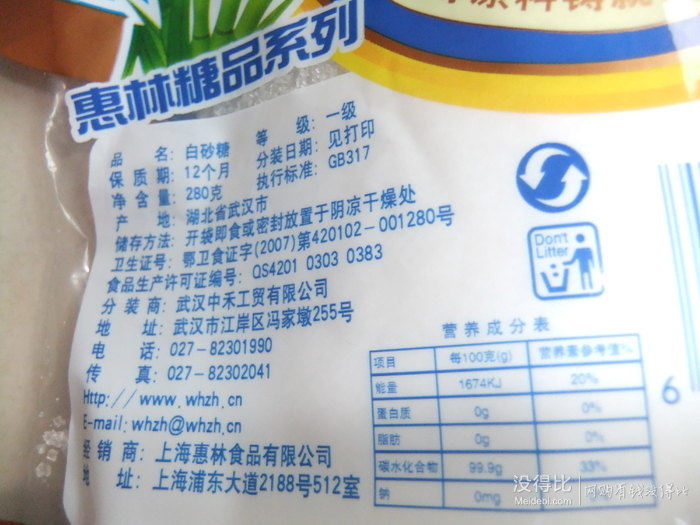 惠林糖品系列
品 名: 白砂糖 等 级: 一级
保 质 期: 12个月 分装日期: 见打印
净 含 量: 280克 执行标准: GB317
产 地: 湖北省武汉市
储存方法: 开袋即食或密封放置于阴凉干燥处
卫生证号: 鄂卫食证字(2007)第420102-001280号
食品生产许可证编号: QS4201 0303 0383
分 装 商: 武汉中禾工贸有限公司
地 址: 武汉市江岸区冯家墩255号
电 话: 027-82301990
传 真: 027-82302041
Http://www.whzh.cn
E-mail:whzh@whzh.cn
经 销 商: 上海惠林食品有限公司
地 址: 上海浦东大道2188号512室
Don't
Litter
营养成分表
项目 每100克(g) 营养素参考值%
能量 1674KJ 20%
蛋白质 0g 0%
脂肪 0g 0%
碳水化合物 99.9g 33%
钠 0mg
6
没得比
Meidebi.com